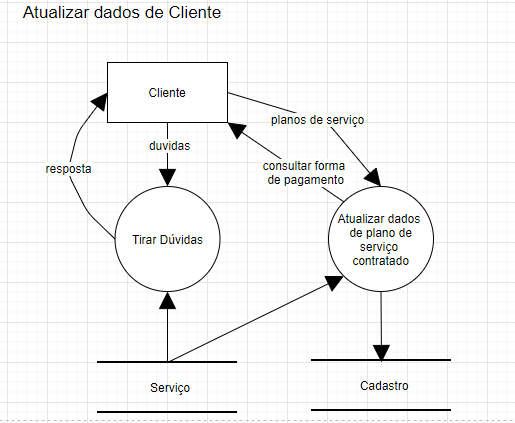 Atualizar dados de Cliente
Cliente
planos de serviço
duvidas
consultar forma
de pagamento
resposta
Tirar Dúvidas
Atualizar dados
de plano de
serviço
contratado
Serviço
Cadastro